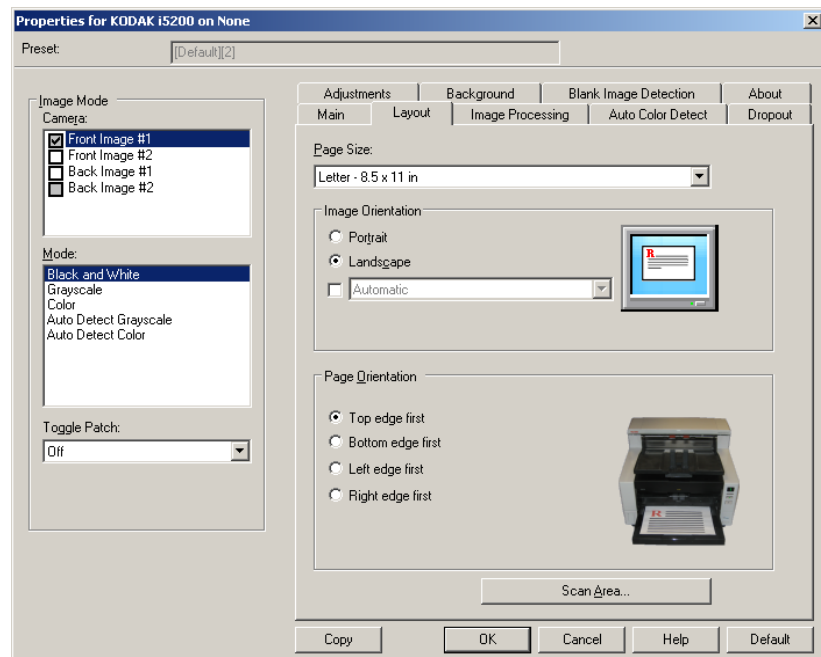 Properties for KODAK i5200 on None
Preset:
[Default][2]
Image Mode
Camera:
Front Image #1
Front Image #2
Back Image #1
Back Image #2
Mode:
Black and White
Grayscale
Color
Auto Detect Grayscale
Auto Detect Color
Toggle Patch:
Off
Adjustments Background Blank Image Detection About
Main Layout Image Processing Auto Color Detect Dropout
Page Size:
Letter - 8.5 x 11 in
Image Orientation
Portrait
Landscape
Automatic
R
Page Orientation
Top edge first
Bottom edge first
Left edge first
Right edge first
R
Scan Area...
Copy OK Cancel Help Default